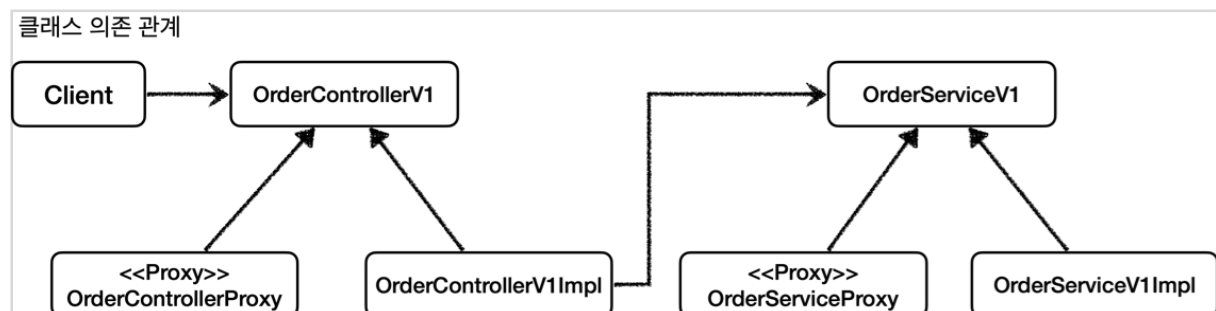 클래스 의존 관계
Client
OrderControllerV1
OrderServiceV1
<<Proxy>>
OrderControllerProxy
OrderControllerV1Impl
<<Proxy>>
OrderServiceProxy
OrderServiceV1Impl